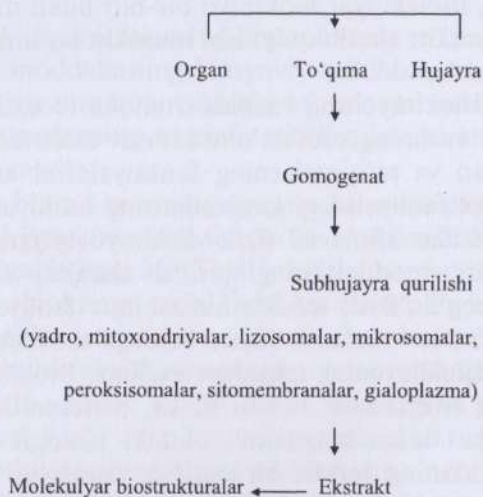 Organ To‘qima Hujayra
Gomogenat
Subhujayra qurilishi
(yadro, mitoxondriyalar, lizosomalar, mikrosomalar,
peroksisomalar, sitomembranalar, gialoplazma)
Molekulyar biostrukturalar Ekstrakt